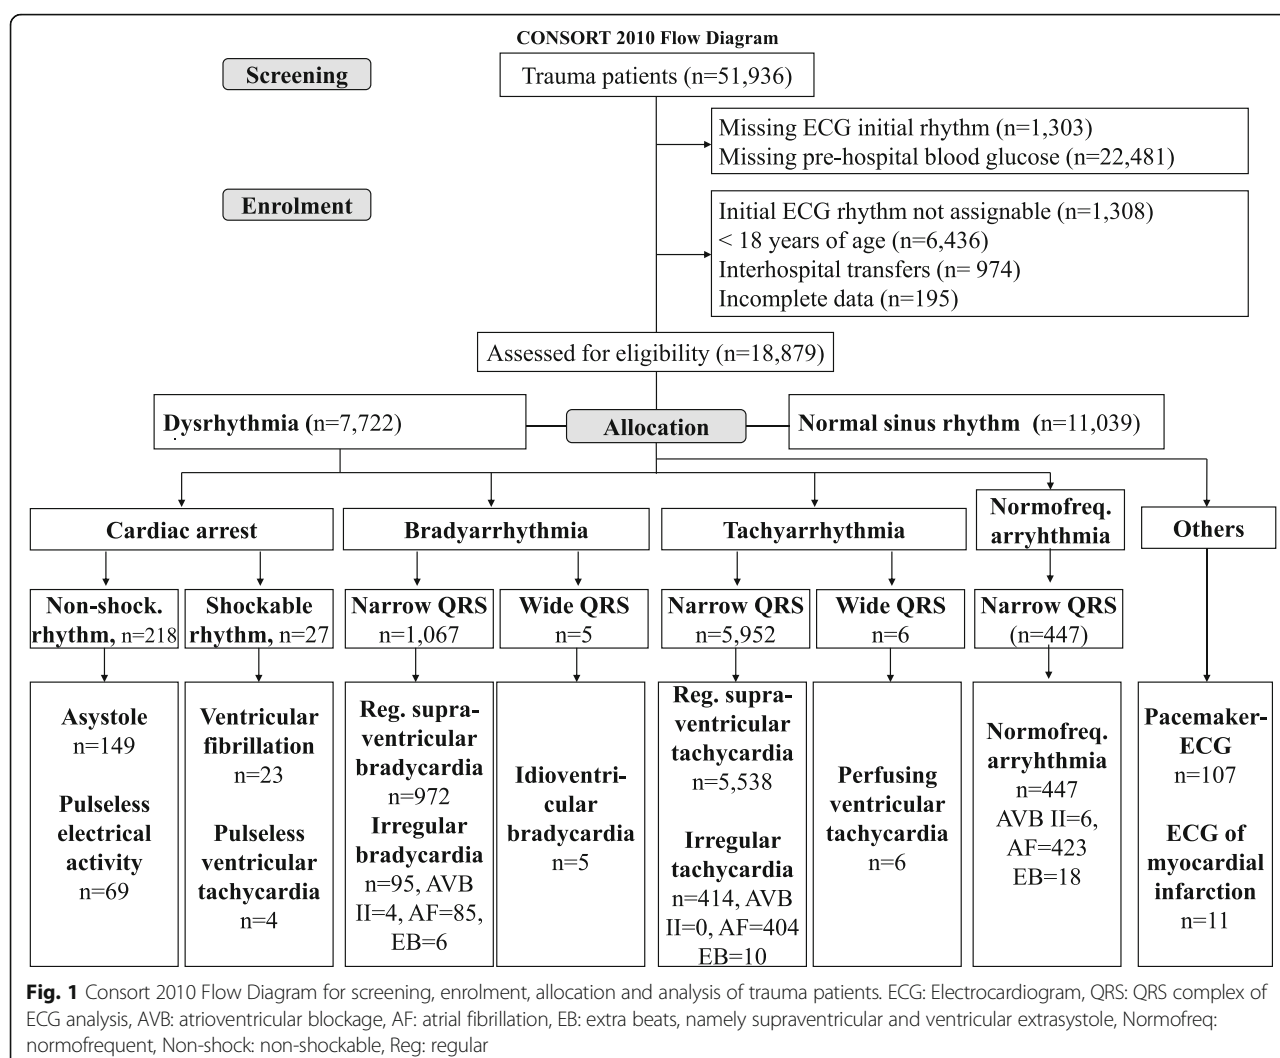 CONSORT 2010 Flow Diagram
Screening
Trauma patients (n=51,936)
Missing ECG initial rhythm (n=1,303)
Missing pre-hospital blood glucose (n=22,481)
Enrolment
Initial ECG rhythm not assignable (n=1,308)
< 18 years of age (n=6,436)
Interhospital transfers (n= 974)
Incomplete data (n=195)
Assessed for eligibility (n=18,879)
Dysrhythmia (n=7,722)
Allocation
Normal sinus rhythm (n=11,039)
Cardiac arrest
Bradyarrhythmia
Tachyarrhythmia
Normofreq.
arryhthmia
Others
Non-shock.
rhythm, n=218
Shockable
rhythm, n=27
Narrow QRS
n=1,067
Wide QRS
n=5
Narrow QRS
n=5,952
Wide QRS
n=6
Narrow QRS
(n=447)
Asystole
n=149
Pulseless
electrical
activity
n=69
Ventricular
fibrillation
n=23
Pulseless
ventricular
tachycardia
n=4
Reg. supra-
ventricular
bradycardia
n=972
Irregular
bradycardia
n=95, AVB
II=4, AF=85,
EB=6
Idioventri-
cular
bradycardia
n=5
Reg. supra-
ventricular
tachycardia
n=5,538
Irregular
tachycardia
n=414, AVB
II=0, AF=404
EB=10
Perfusing
ventricular
tachycardia
n=6
Normofreq.
arryhthmia
n=447
AVB II=6,
AF=423
EB=18
Pacemaker-
ECG
n=107
ECG of
myocardial
infarction
n=11
Fig. 1 Consort 2010 Flow Diagram for screening, enrolment, allocation and analysis of trauma patients. ECG: Electrocardiogram, QRS: QRS complex of
ECG analysis, AVB: atrioventricular blockage, AF: atrial fibrillation, EB: extra beats, namely supraventricular and ventricular extrasystole, Normofreq:
normofrequent, Non-shock: non-shockable, Reg: regular